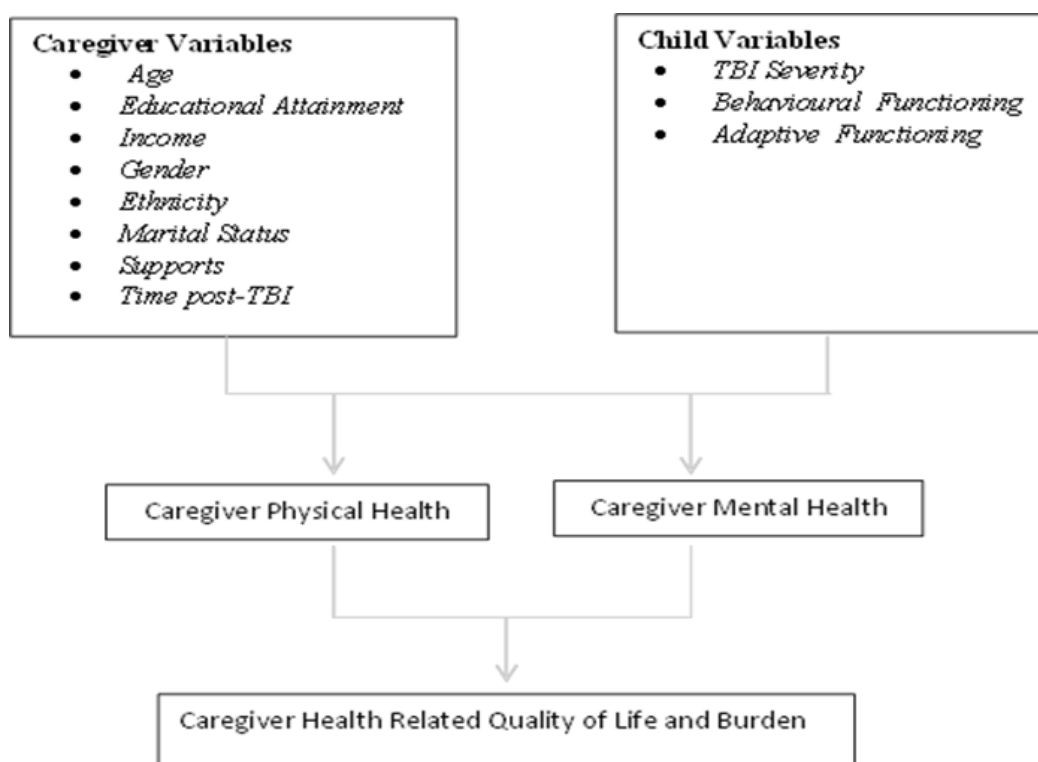 Caregiver Variables
• Age
• Educational Attainment
• Income
• Gender
• Ethnicity
• Marital Status
• Supports
• Time post-TBI
Child Variables
• TBI Severity
• Behavioural Functioning
• Adaptive Functioning
Caregiver Physical Health
Caregiver Mental Health
Caregiver Health Related Quality of Life and Burden